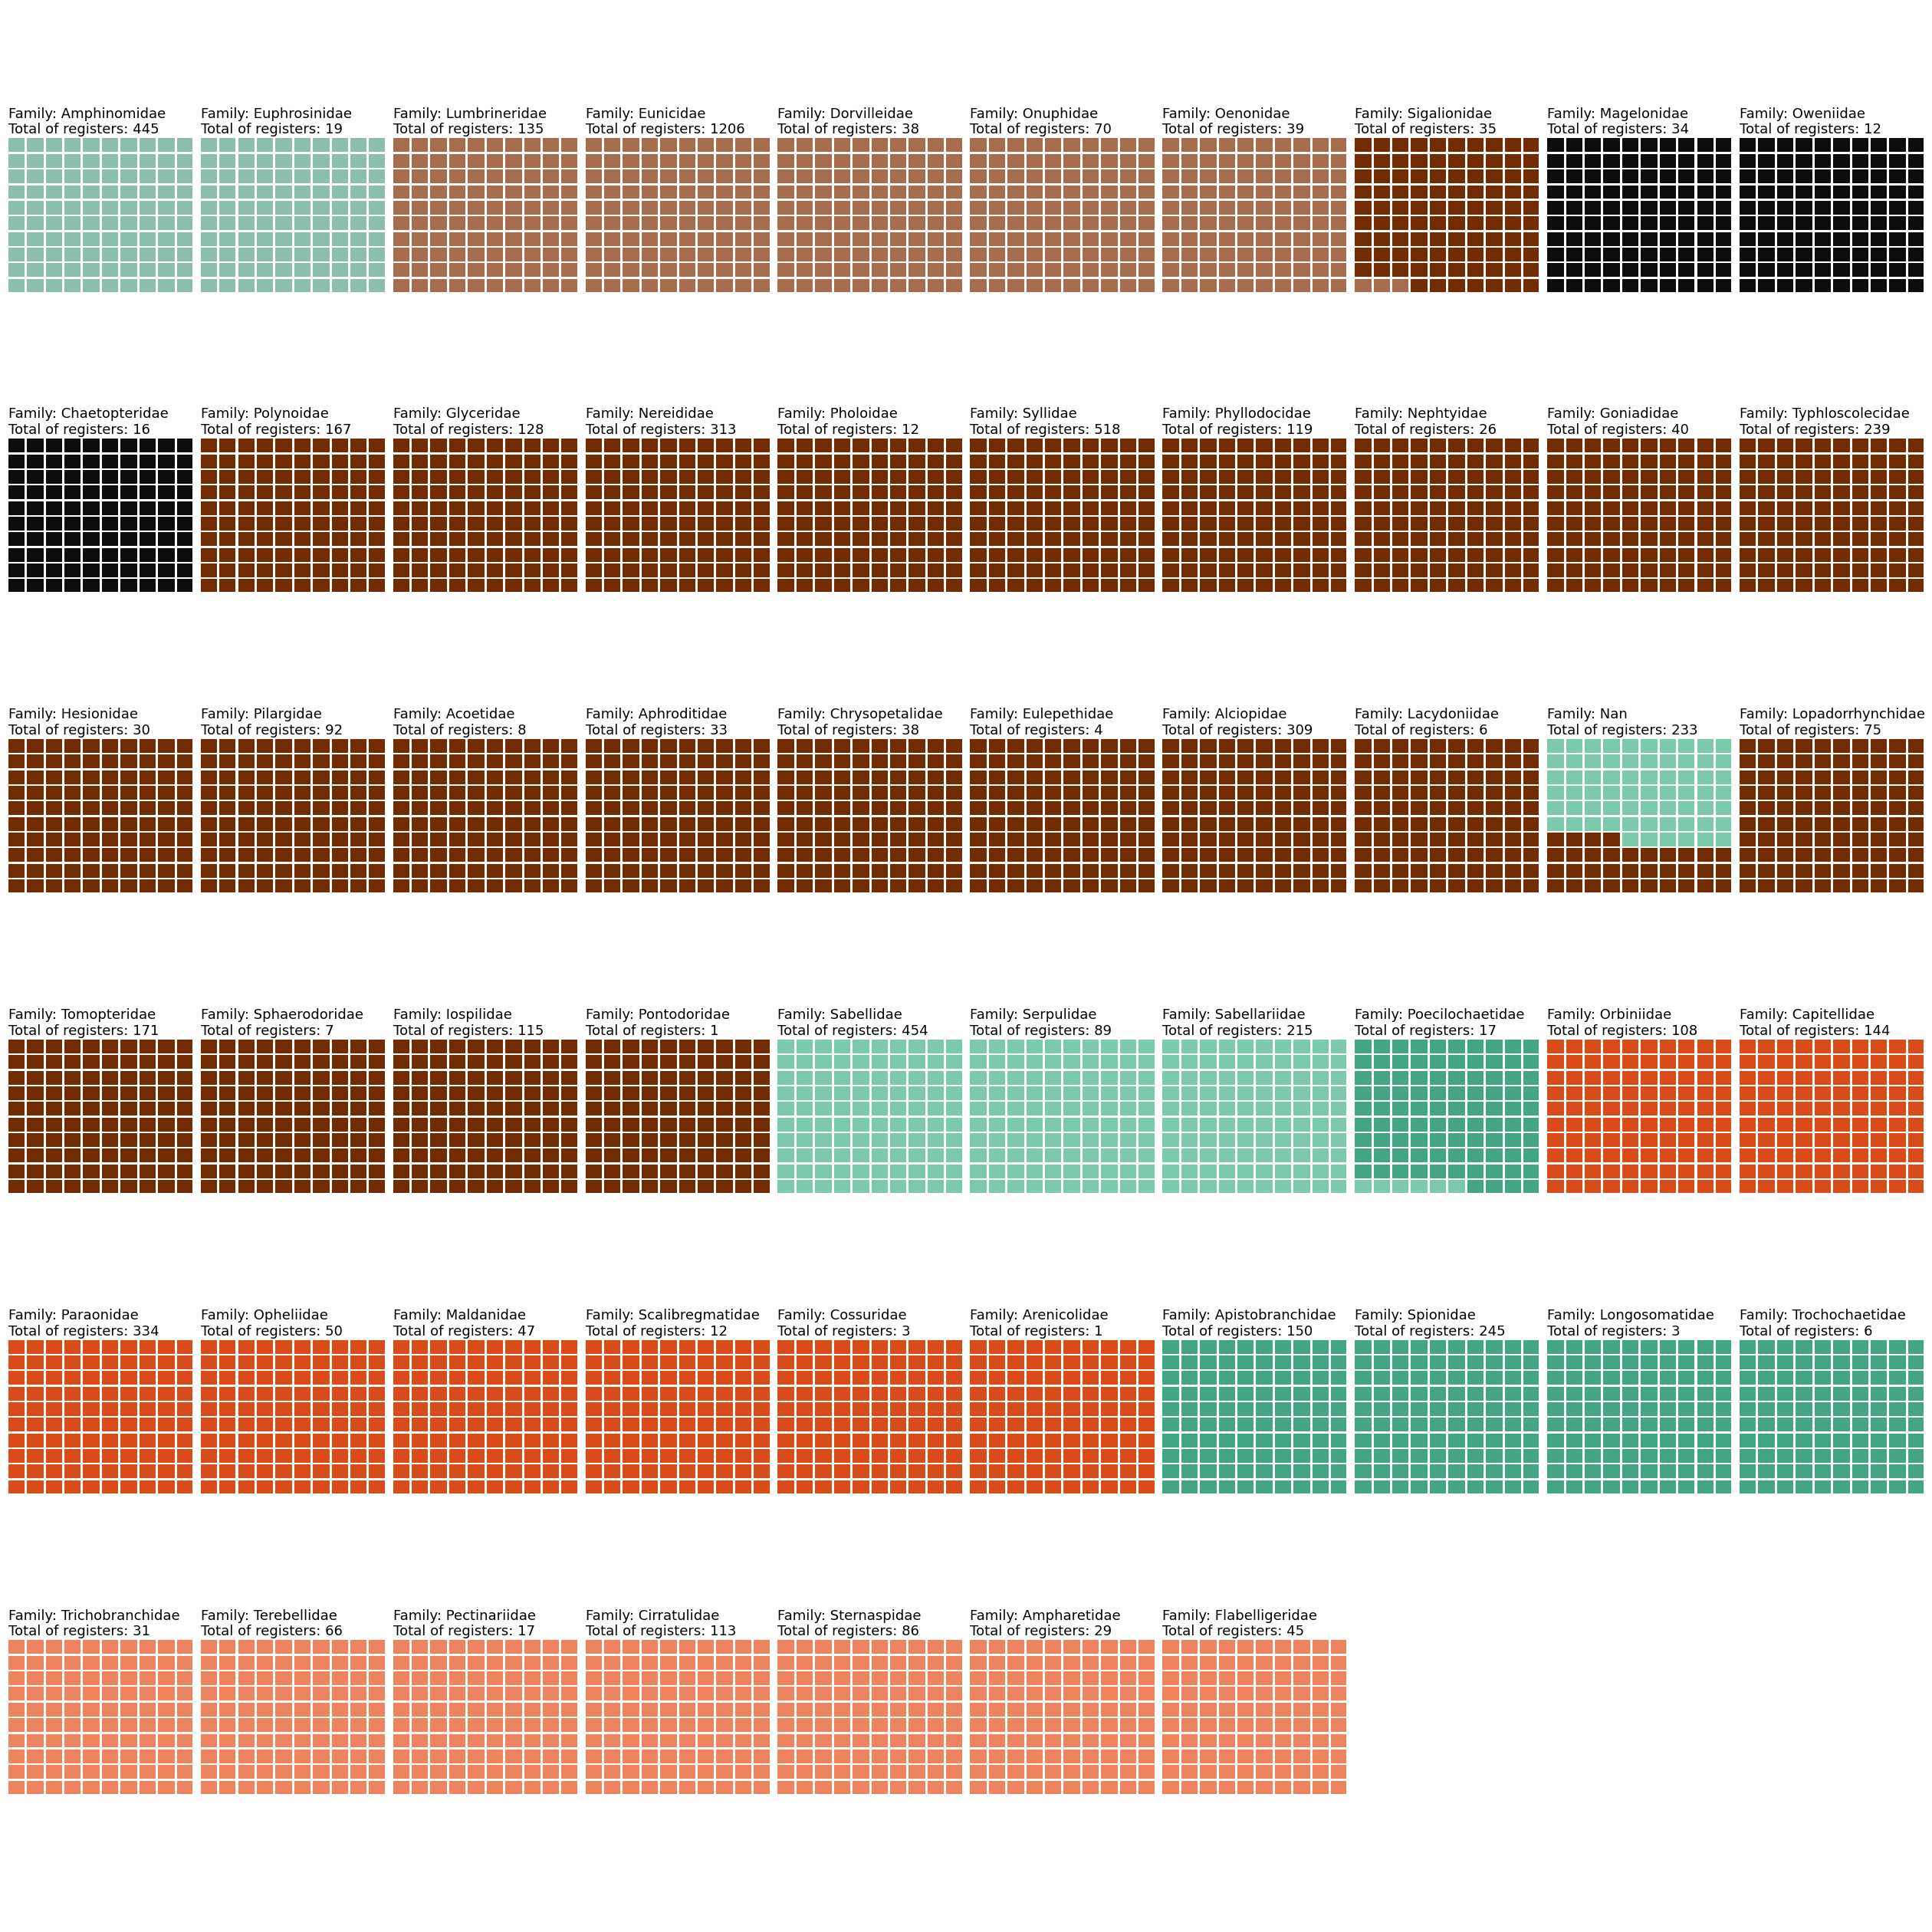 Family: Amphinomidae
Total of registers: 445
Family: Euphrosinidae
Total of registers: 19
Family: Lumbrineridae
Total of registers: 135
Family: Eunicidae
Total of registers: 1206
Family: Dorvilleidae
Total of registers: 38
Family: Onuphidae
Total of registers: 70
Family: Oenonidae
Total of registers: 39
Family: Sigalionidae
Total of registers: 35
Family: Magelonidae
Total of registers: 34
Family: Oweniidae
Total of registers: 12
Family: Chaetopteridae
Total of registers: 16
Family: Polynoidae
Total of registers: 167
Family: Glyceridae
Total of registers: 128
Family: Nereididae
Total of registers: 313
Family: Pholoidae
Total of registers: 12
Family: Syllidae
Total of registers: 518
Family: Phyllodocidae
Total of registers: 119
Family: Nephtyidae
Total of registers: 26
Family: Goniadidae
Total of registers: 40
Family: Typhloscolecidae
Total of registers: 239
Family: Hesionidae
Total of registers: 30
Family: Pilargidae
Total of registers: 92
Family: Acoetidae
Total of registers: 8
Family: Aphroditidae
Total of registers: 33
Family: Chrysopetalidae
Total of registers: 38
Family: Eulepethidae
Total of registers: 4
Family: Alciopidae
Total of registers: 309
Family: Lacydoniidae
Total of registers: 6
Family: Nan
Total of registers: 233
Family: Lopadorrhynchidae
Total of registers: 75
Family: Tomopteridae
Total of registers: 171
Family: Sphaerodoridae
Total of registers: 7
Family: Iospilidae
Total of registers: 115
Family: Pontodoridae
Total of registers: 1
Family: Sabellidae
Total of registers: 454
Family: Serpulidae
Total of registers: 89
Family: Sabellariidae
Total of registers: 215
Family: Poecilochaetidae
Total of registers: 17
Family: Orbiniidae
Total of registers: 108
Family: Capitellidae
Total of registers: 144
Family: Paraonidae
Total of registers: 334
Family: Opheliidae
Total of registers: 50
Family: Maldanidae
Total of registers: 47
Family: Scalibregmatidae
Total of registers: 12
Family: Cossuridae
Total of registers: 3
Family: Arenicolidae
Total of registers: 1
Family: Apistobranchidae
Total of registers: 150
Family: Spionidae
Total of registers: 245
Family: Longosomatidae
Total of registers: 3
Family: Trochochaetidae
Total of registers: 6
Family: Trichobranchidae
Total of registers: 31
Family: Terebellidae
Total of registers: 66
Family: Pectinariidae
Total of registers: 17
Family: Cirratulidae
Total of registers: 113
Family: Sternaspidae
Total of registers: 86
Family: Ampharetidae
Total of registers: 29
Family: Flabelligeridae
Total of registers: 45